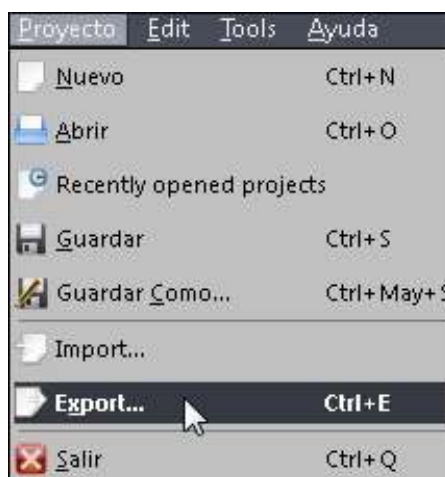 Proyecto Edit Tools Ayuda
Nuevo Ctrl+N
Abrir Ctrl+O
Recently opened projects
Guardar Ctrl+S
Guardar Como... Ctrl+May+S
Import...
Export... Ctrl+E
Salir Ctrl+Q